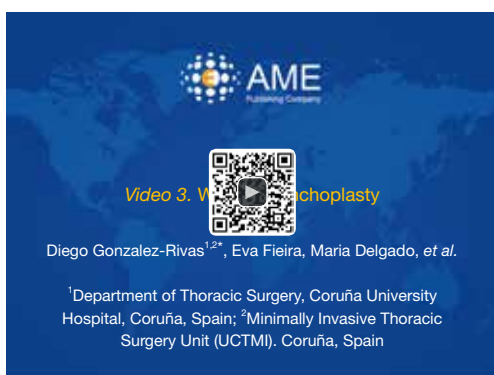 AME
Publishing Company
Video 3. choplasty
Diego Gonzalez-Rivas1,2*, Eva Fieira, Maria Delgado, et al.
1Department of Thoracic Surgery, Coruña University
Hospital, Coruña, Spain; 2Minimally Invasive Thoracic
Surgery Unit (UCTMI). Coruña, Spain